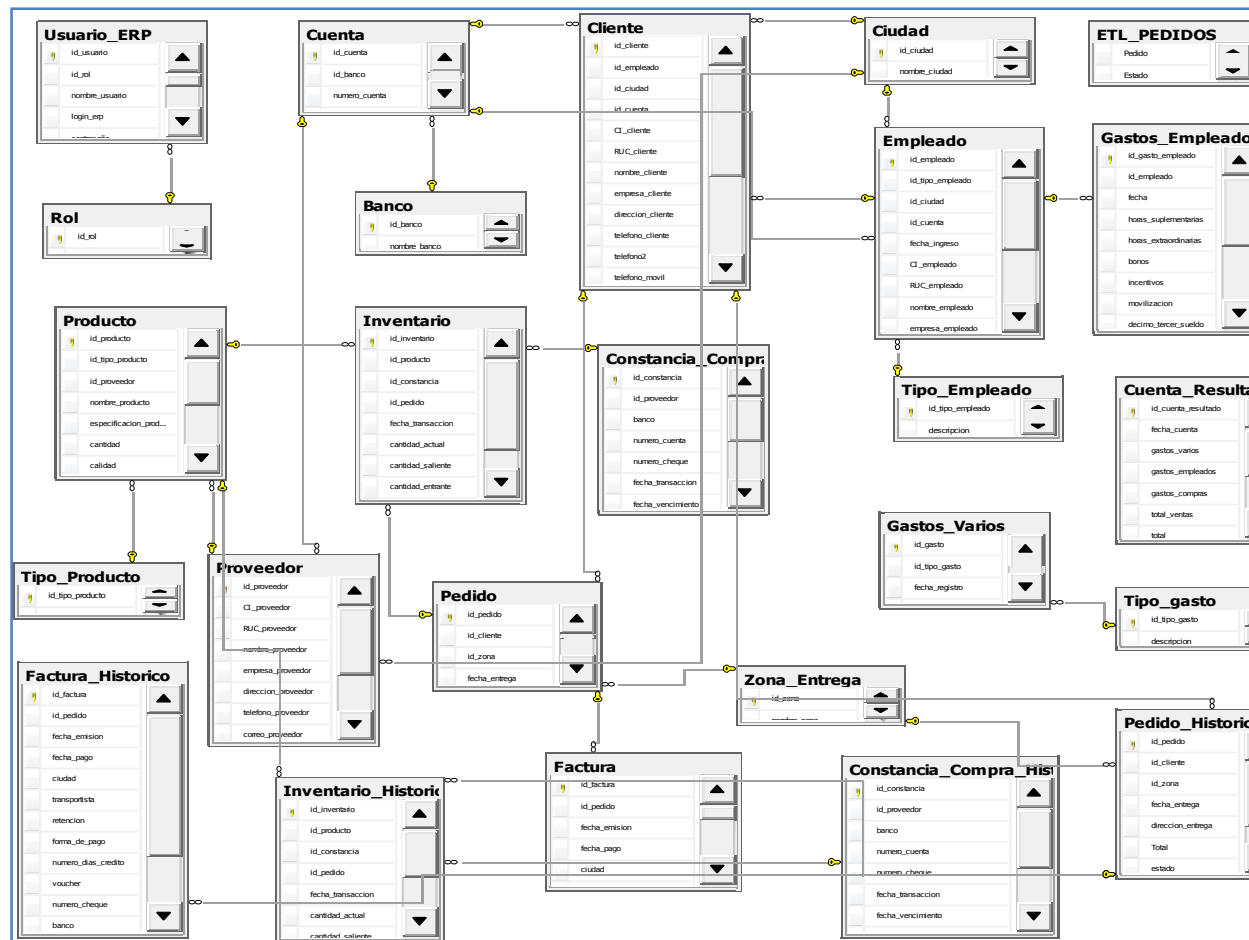 Usuario_ERP
id_usuario
id_rol
nombre_usuario
login_erp
Cuenta
id_cuenta
id_banco
numero_cuenta
Cliente
id_cliente
id_empleado
id_ciudad
id_cuenta
CI_cliente
RUC_cliente
nombre_cliente
empresa_cliente
direccion_cliente
telefono_cliente
telefono2
telefono_movil
Ciudad
id_ciudad
nombre_ciudad
ETL_PEDIDOS
Pedido
Estado
Rol
id_rol
Banco
id_banco
nombre_banco
Empleado
id_empleado
id_tipo_empleado
id_ciudad
id_cuenta
fecha_ingreso
CI_empleado
RUC_empleado
nombre_empleado
empresa_empleado
Gastos_Empleado
id_gasto_empleado
id_empleado
fecha
horas_suplementarias
horas_extraordinarias
bonos
incentivos
movilizacion
decimo_tercer_sueldo
Producto
id_producto
id_tipo_producto
id_proveedor
nombre_producto
especificacion_prod...
cantidad
calidad
Inventario
id_inventario
id_producto
id_constancia
id_pedido
fecha_transaccion
cantidad_actual
cantidad_saliente
cantidad_entrante
Constancia_Compra
id_constancia
id_proveedor
banco
numero_cuenta
numero_cheque
fecha_transaccion
fecha_vencimiento
Tipo_Empleado
id_tipo_empleado
descripcion
Cuenta_Resulta
id_cuenta_resultado
fecha_cuenta
gastos_varios
gastos_empleados
gastos_compras
total_ventas
total
Gastos_Varios
id_gasto
id_tipo_gasto
fecha_registro
Tipo_Producto
id_tipo_producto
Proveedor
id_proveedor
CI_proveedor
RUC_proveedor
nombre_proveedor
empresa_proveedor
direccion_proveedor
telefono_proveedor
correo_proveedor
Pedido
id_pedido
id_cliente
id_zona
fecha_entrega
Tipo_gasto
id_tipo_gasto
descripcion
Factura_Historico
id_factura
id_pedido
fecha_emision
fecha_pago
ciudad
transportista
retencion
forma_de_pago
numero_dias_credito
voucher
numero_cheque
banco
Zona_Entrega
id_zona
Pedido_Historic
id_pedido
id_cliente
id_zona
fecha_entrega
direccion_entrega
Total
estado
Inventario_Historic
id_inventario
id_producto
id_constancia
id_pedido
fecha_transaccion
cantidad_actual
cantidad_saliente
Factura
id_factura
id_pedido
fecha_emision
fecha_pago
ciudad
Constancia_Compra_Hist
id_constancia
id_proveedor
banco
numero_cuenta
numero_cheque
fecha_transaccion
fecha_vencimiento